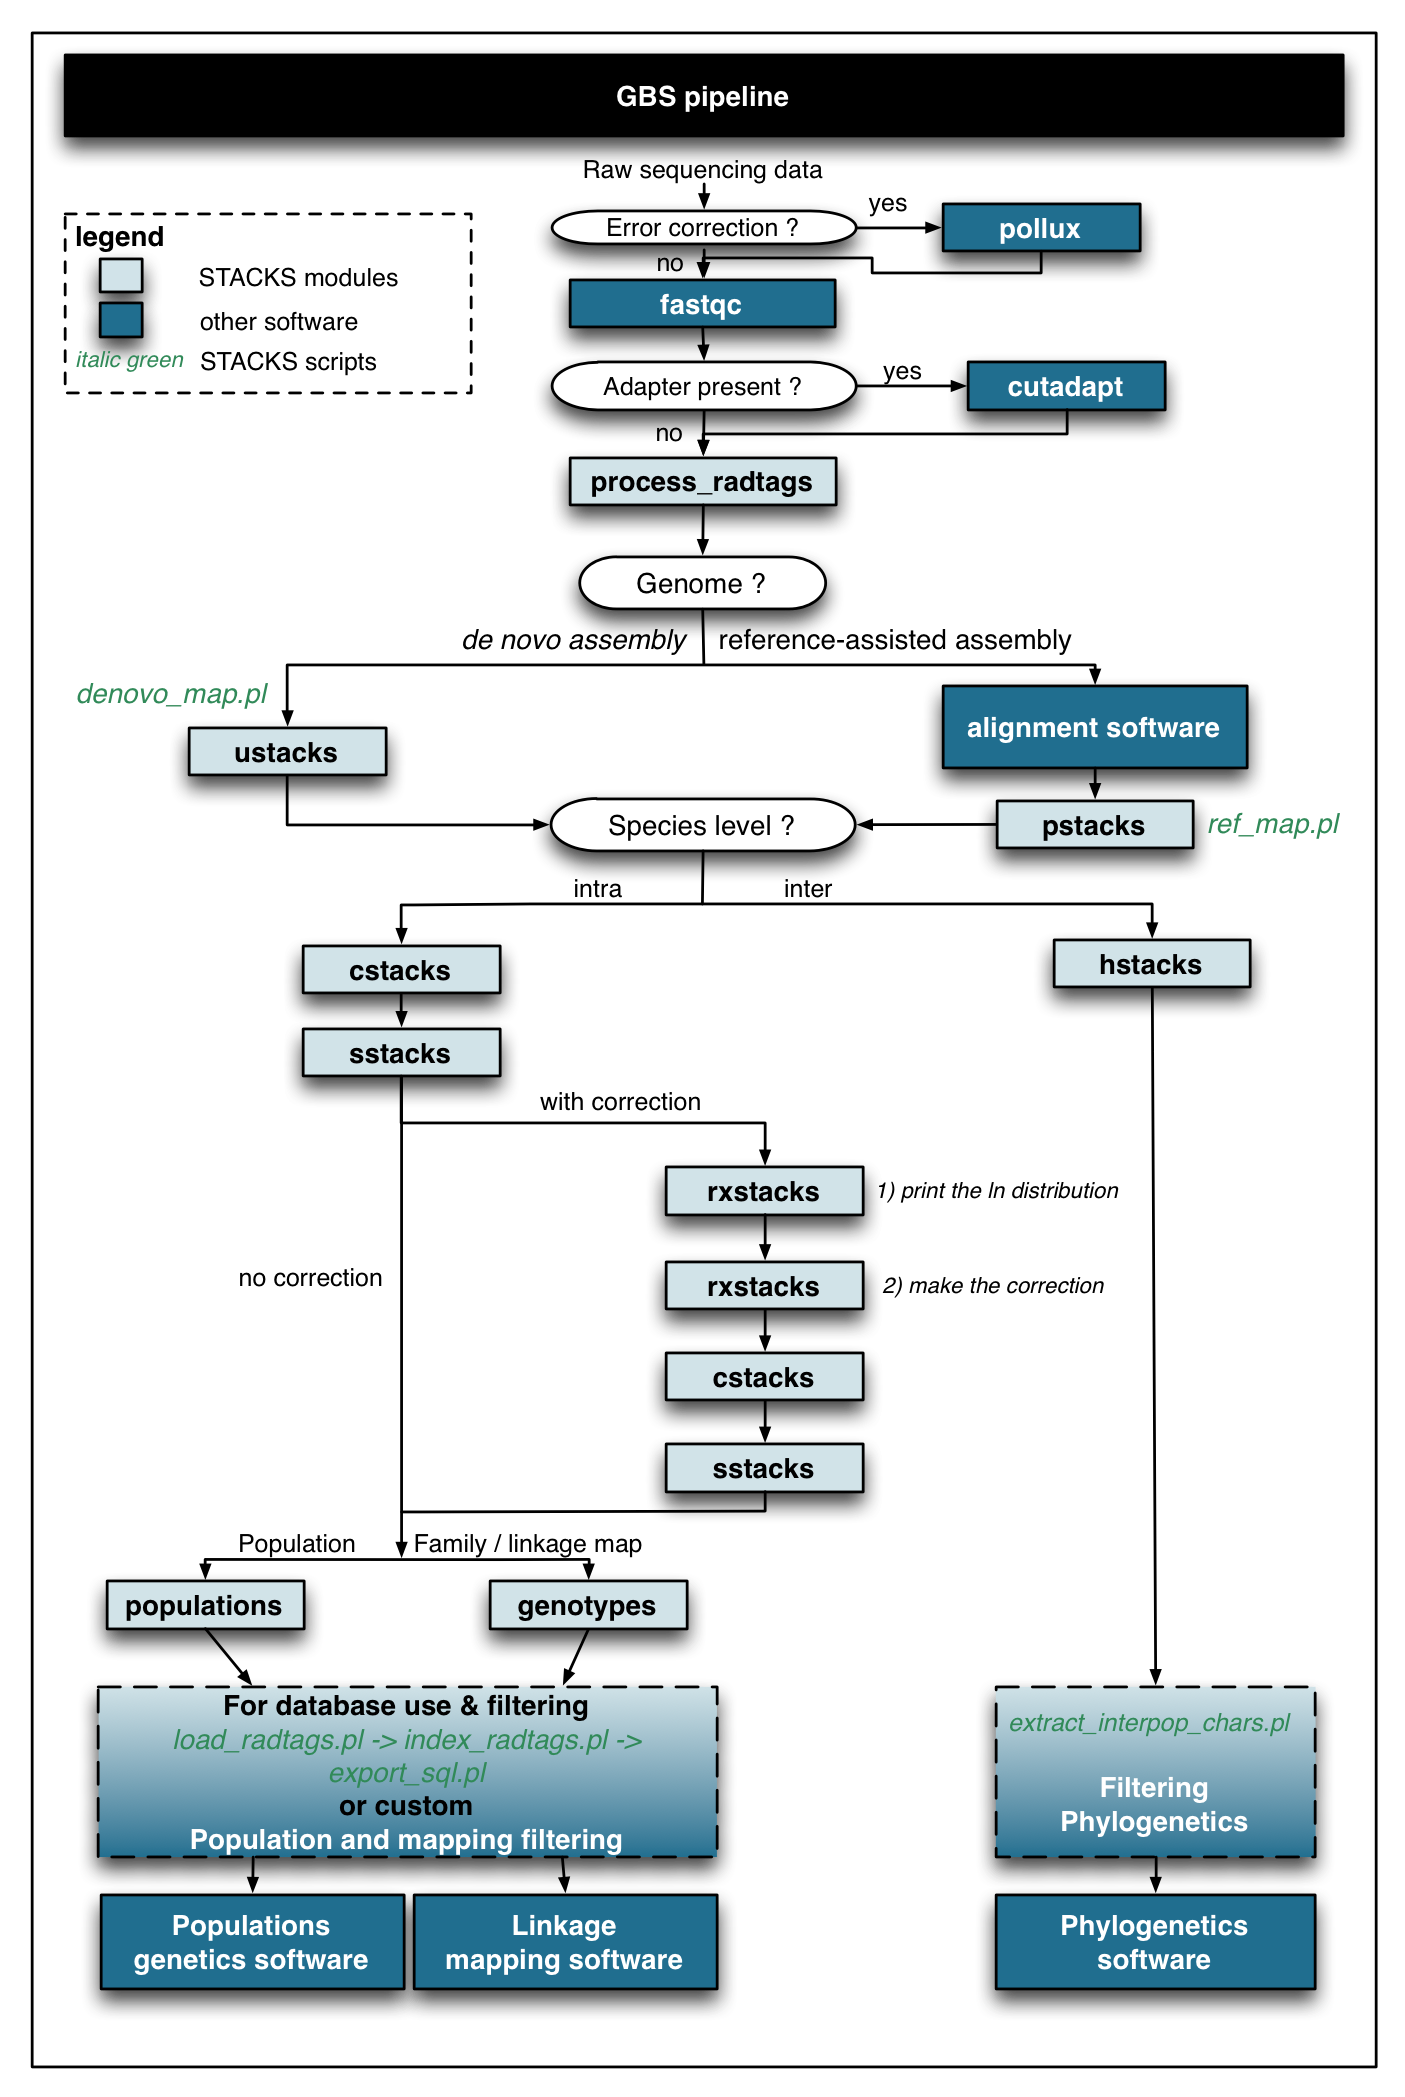 GBS pipeline
Raw sequencing data
Error correction ?
yes
pollux
no
fastqc
legend
STACKS modules
other software
italic green STACKS scripts
Adapter present ?
yes
cutadapt
no
process_radtags
Genome ?
de novo assembly
reference-assisted assembly
denovo_map.pl
ustacks
alignment software
Species level ?
pstacks
ref_map.pl
intra
inter
cstacks
hstacks
sstacks
with correction
rxstacks
1) print the ln distribution
no correction
rxstacks
2) make the correction
cstacks
sstacks
Population
Family / linkage map
populations
genotypes
For database use & filtering
load_radtags.pl -> index_radtags.pl ->
export_sql.pl
or custom
Population and mapping filtering
extract_interpop_chars.pl
Filtering
Phylogenetics
Populations
genetics software
Linkage
mapping software
Phylogenetics
software